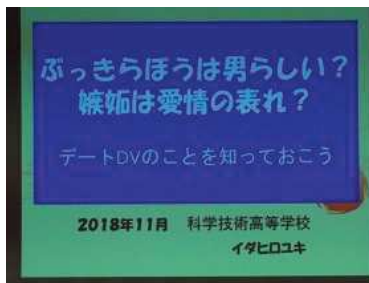 ぶっきらぼうは男らしい？
嫉妬は愛情の表れ？
デートDVのことを知っておこう
2018年11月 科学技術高等学校
イダヒロユキ